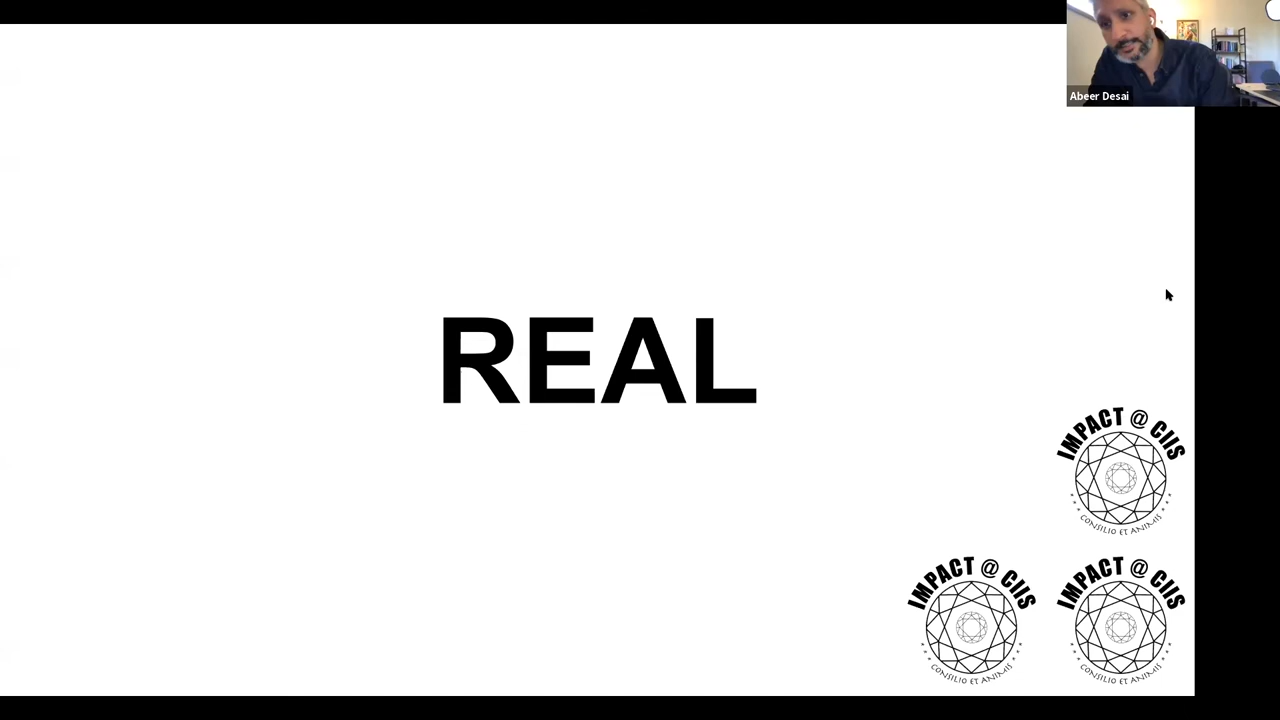 Abeer Desai
REAL
IMPACT @ CIIS
CONSILIO ET ANIMIS
IMPACT @ CIIS
CONSILIO ET ANIMIS
IMPACT @ CIIS
CONSILIO ET ANIMIS